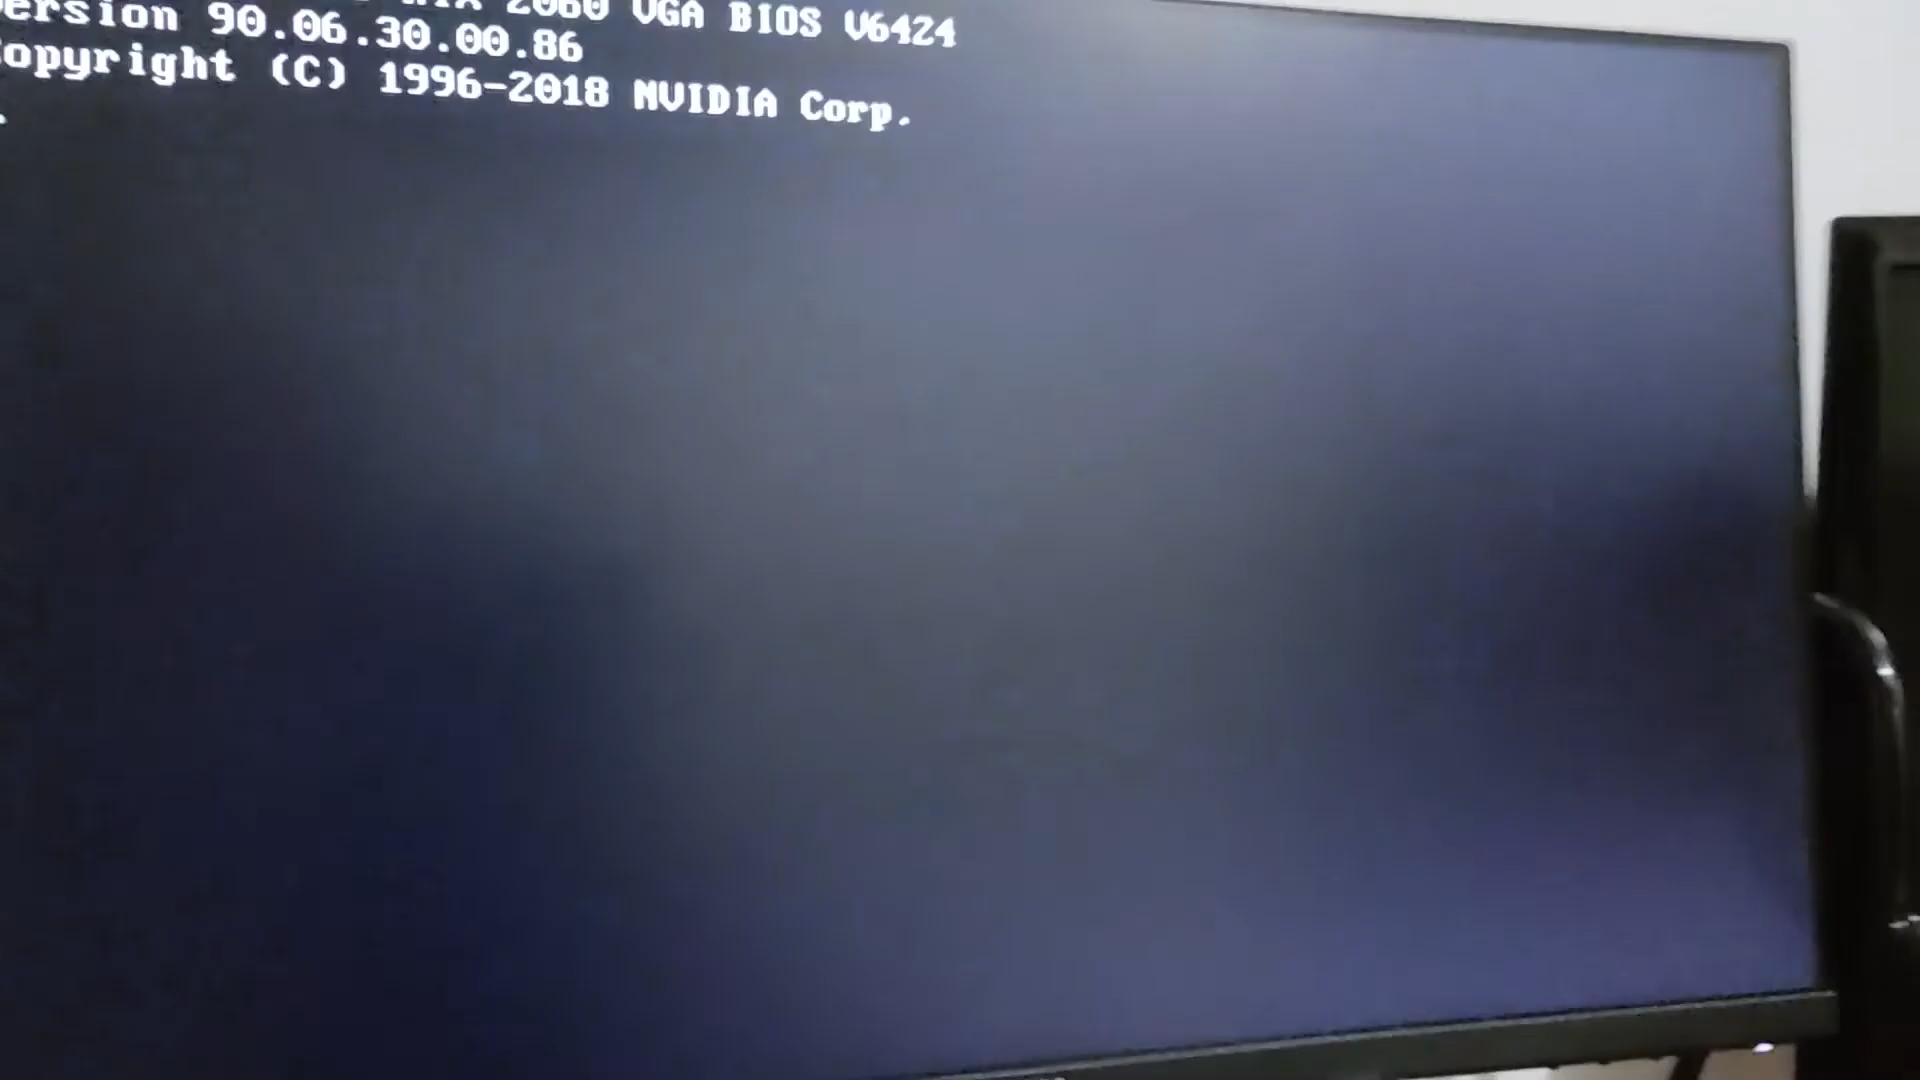 2060 VGA BIOS V6424
ersion 90.06.30.00.86
opyright (C) 1996-2018 NVIDIA Corp.